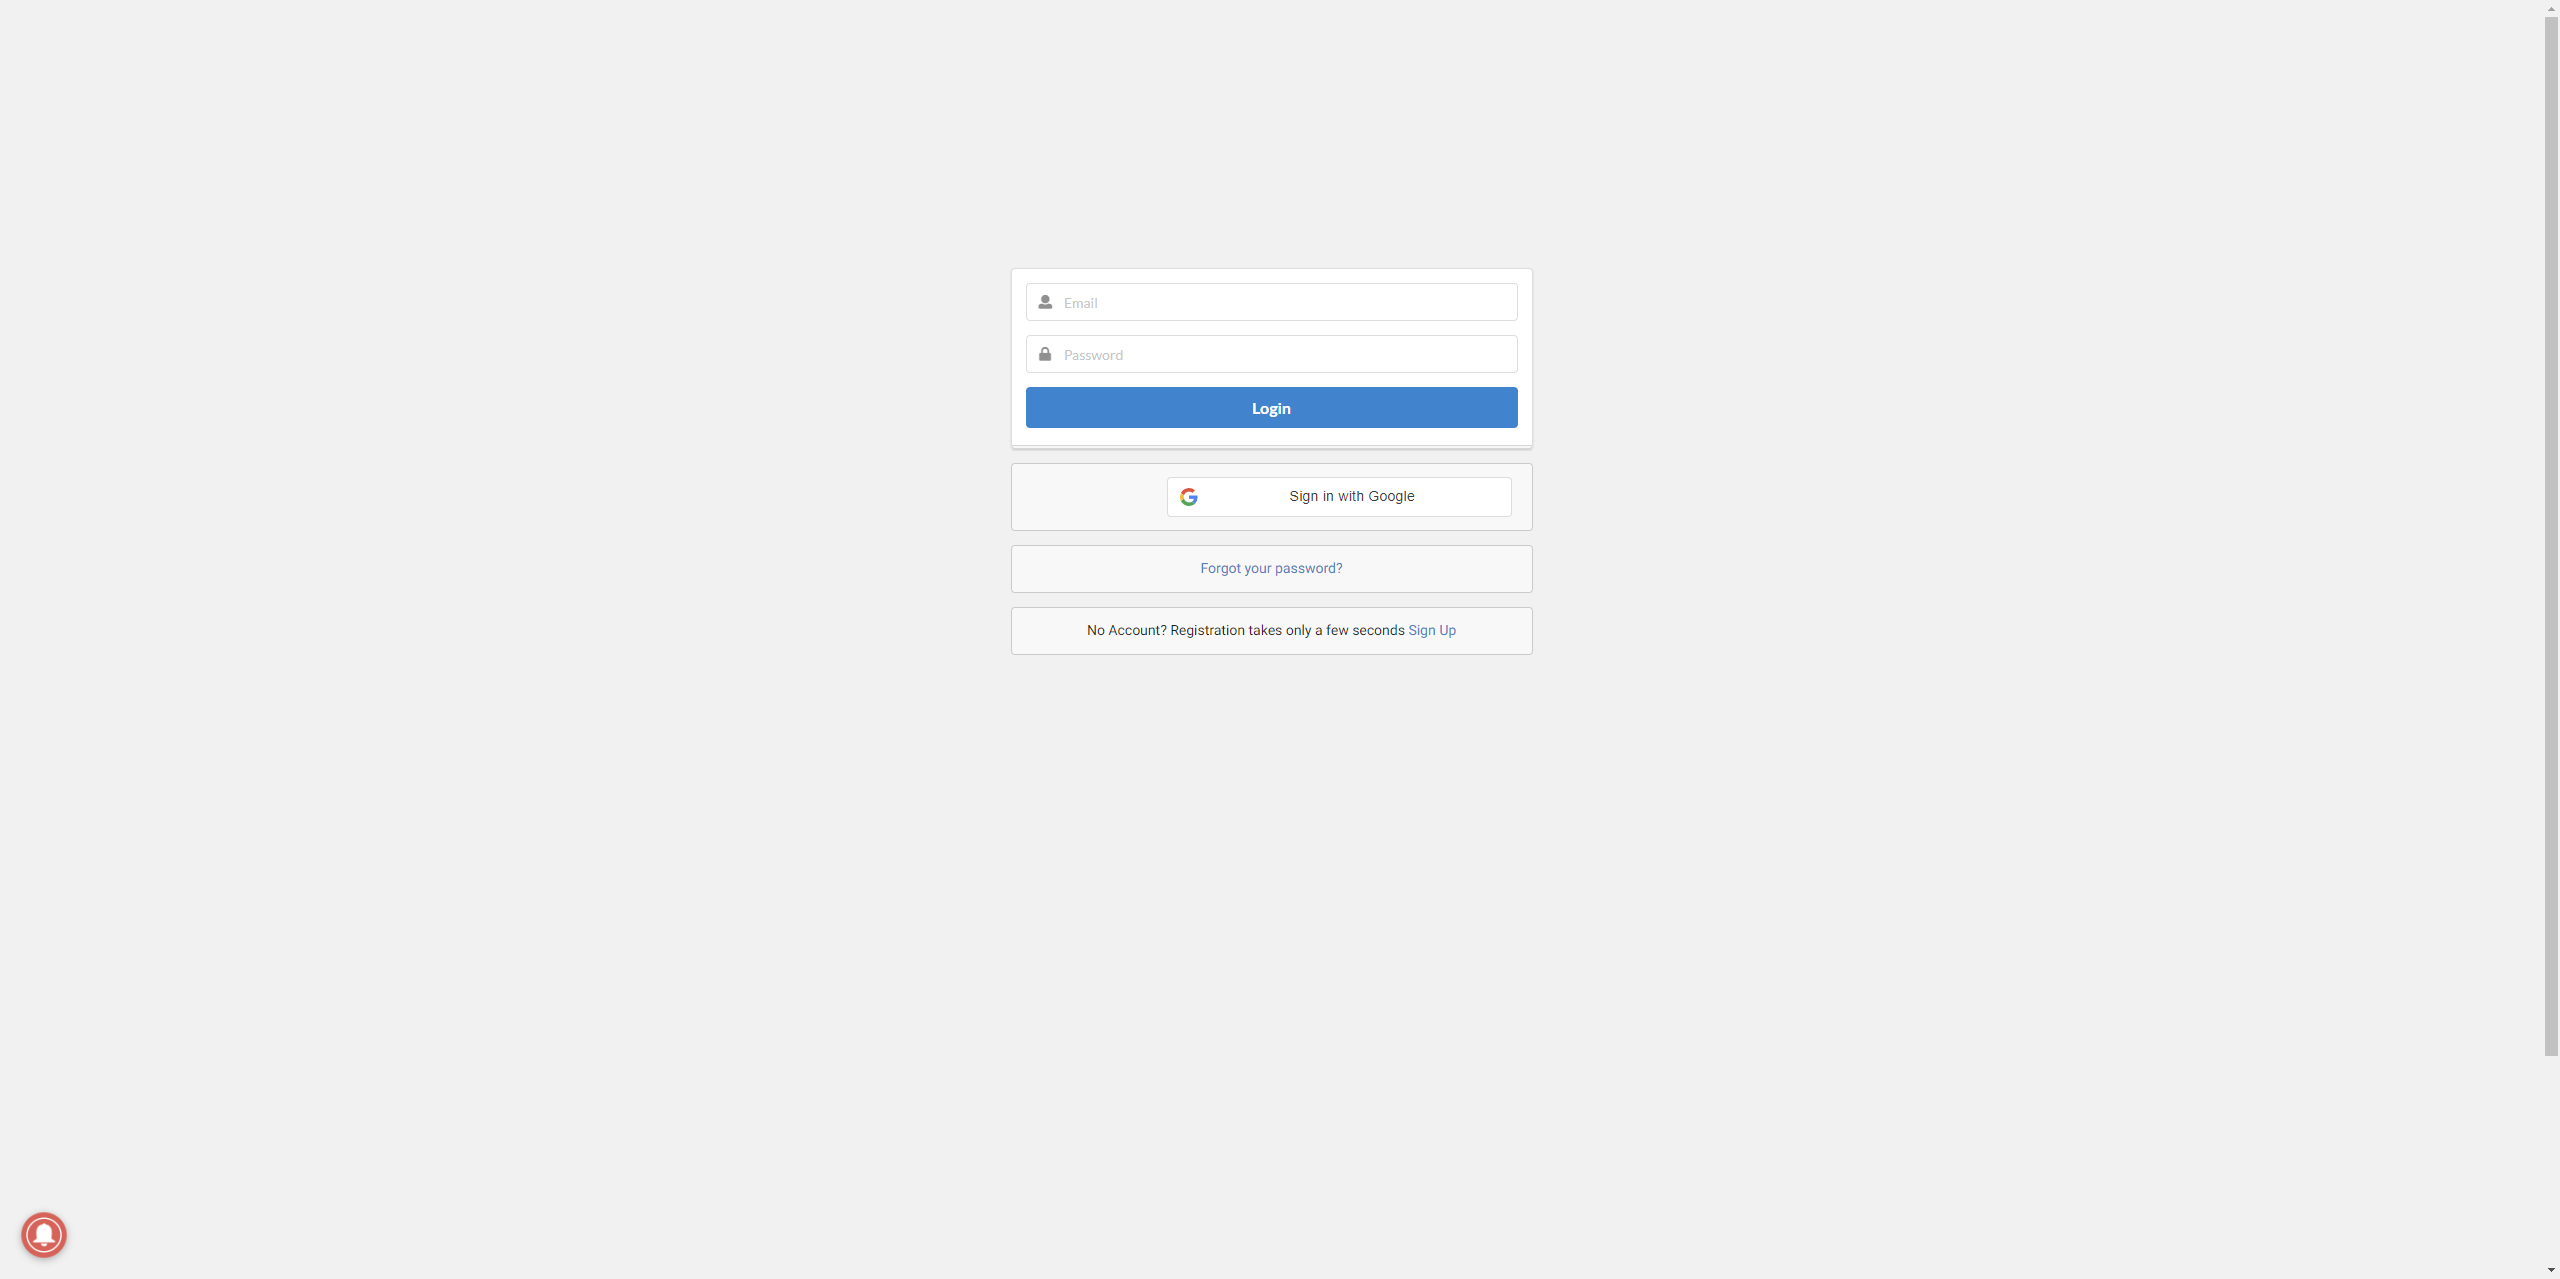 Email
Password
Login
Sign in with Google
Forgot your password?
No Account? Registration takes only a few seconds Sign Up